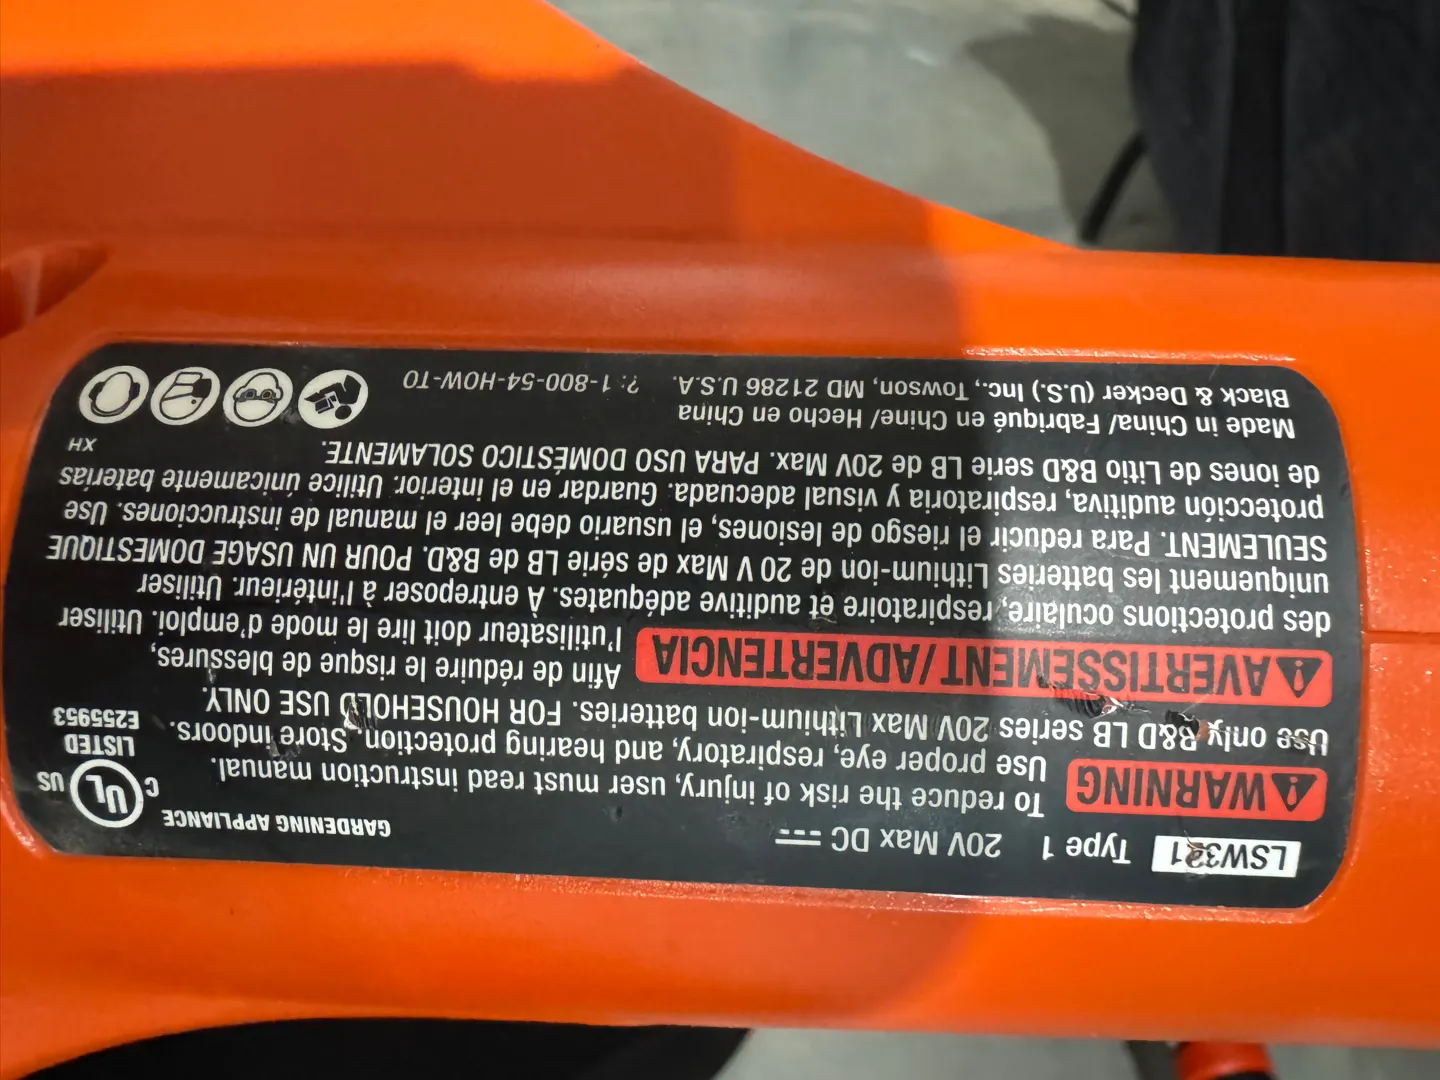 LSW321 Type 1 20V Max DC
GARDENING APPLIANCE
C UL US
LISTED
E255953
WARNING To reduce the risk of injury, user must read instruction manual.
Use proper eye, respiratory, and hearing protection. Store indoors.
Use only B&D LB series 20V Max Lithium-ion batteries. FOR HOUSEHOLD USE ONLY.
AVERTISSEMENT/ADVERTENCIA Afin de réduire le risque de blessures,
l'utilisateur doit lire le mode d'emploi. Utiliser
des protections oculaire, respiratoire et auditive adéquates. À entreposer à l'intérieur. Utiliser
uniquement les batteries Lithium-ion de 20 V Max de série LB de B&D. POUR UN USAGE DOMESTIQUE
SEULEMENT. Para reducir el riesgo de lesiones, el usuario debe leer el manual de instrucciones. Use
protección auditiva, respiratoria y visual adecuada. Guardar en el interior. Utilice únicamente baterías
de iones de Litio B&D serie LB de 20V Max. PARA USO DOMÉSTICO SOLAMENTE.
XH
Made in China/ Fabriqué en Chine/ Hecho en China
Black & Decker (U.S.) Inc., Towson, MD 21286 U.S.A. ?: 1-800-54-HOW-TO